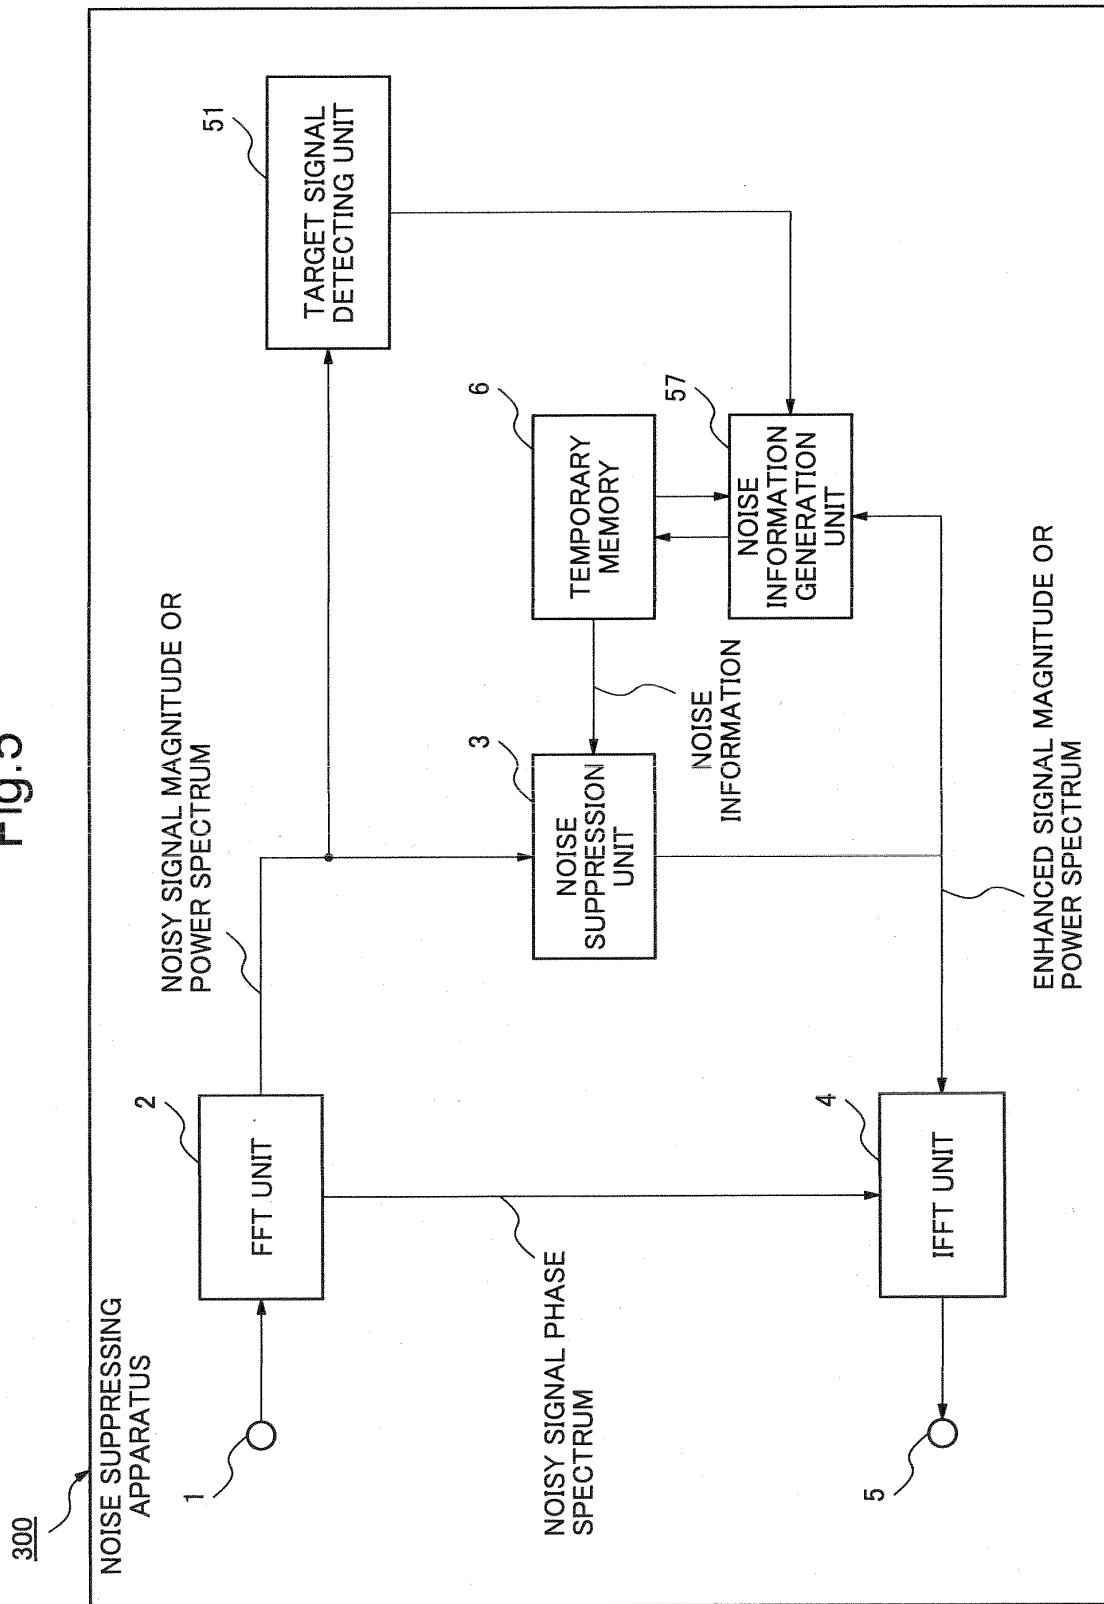 Fig.5
300
NOISE SUPPRESSING
APPARATUS
1
2
FFT UNIT
NOISY SIGNAL MAGNITUDE OR
POWER SPECTRUM
51
TARGET SIGNAL
DETECTING UNIT
NOISY SIGNAL PHASE
SPECTRUM
3
NOISE
SUPPRESSION
UNIT
6
TEMPORARY
MEMORY
NOISE
INFORMATION
57
NOISE
INFORMATION
GENERATION
UNIT
5
4
IFFT UNIT
ENHANCED SIGNAL MAGNITUDE OR
POWER SPECTRUM